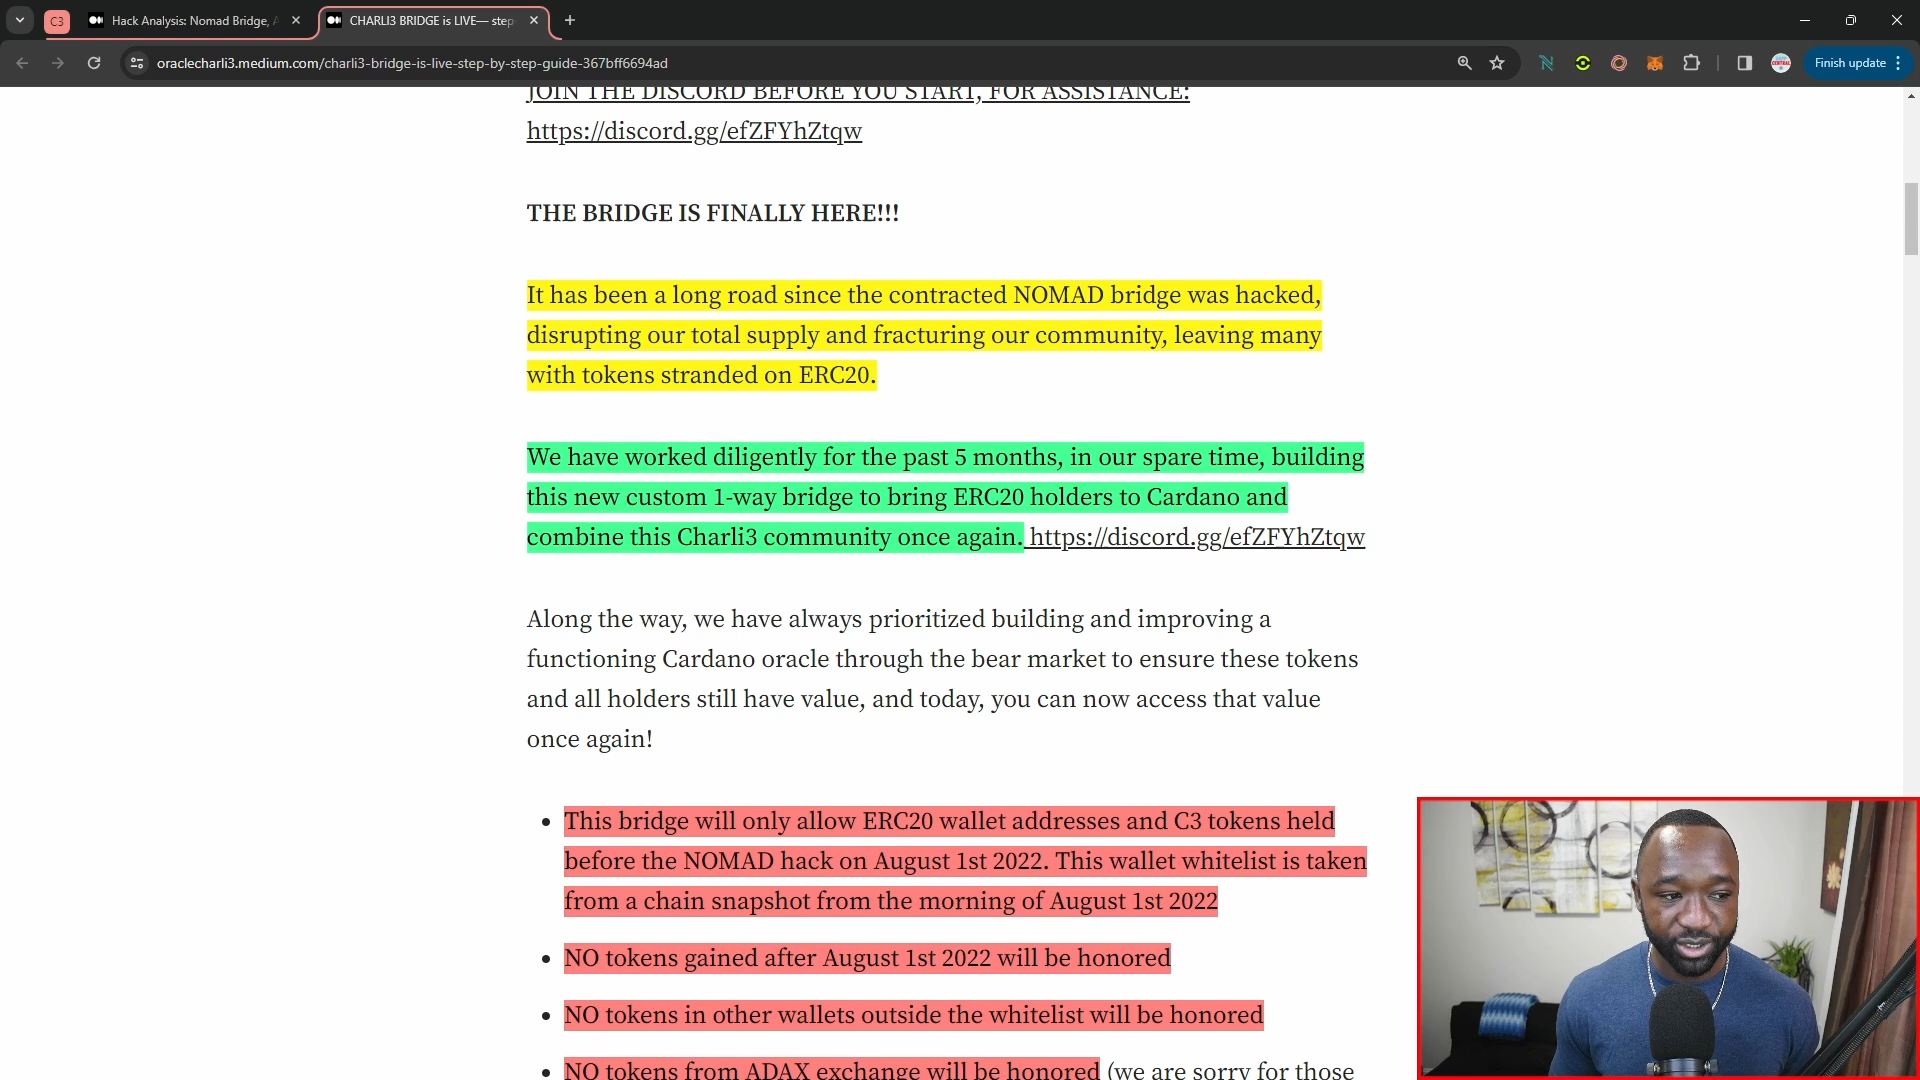 C3
Hack Analysis: Nomad Bridge, A
CHARLI3 BRIDGE is LIVE— step
oraclecharli3.medium.com/charli3-bridge-is-live-step-by-step-guide-367bff6694ad
Finish update
JOIN THE DISCORD BEFORE YOU START, FOR ASSISTANCE:
https://discord.gg/efZFYhZtqw
THE BRIDGE IS FINALLY HERE!!!
It has been a long road since the contracted NOMAD bridge was hacked,
disrupting our total supply and fracturing our community, leaving many
with tokens stranded on ERC20.
We have worked diligently for the past 5 months, in our spare time, building
this new custom 1-way bridge to bring ERC20 holders to Cardano and
combine this Charli3 community once again. https://discord.gg/efZFYhZtqw
Along the way, we have always prioritized building and improving a
functioning Cardano oracle through the bear market to ensure these tokens
and all holders still have value, and today, you can now access that value
once again!
• This bridge will only allow ERC20 wallet addresses and C3 tokens held
before the NOMAD hack on August 1st 2022. This wallet whitelist is taken
from a chain snapshot from the morning of August 1st 2022
• NO tokens gained after August 1st 2022 will be honored
• NO tokens in other wallets outside the whitelist will be honored
• NO tokens from ADAX exchange will be honored (we are sorry for those